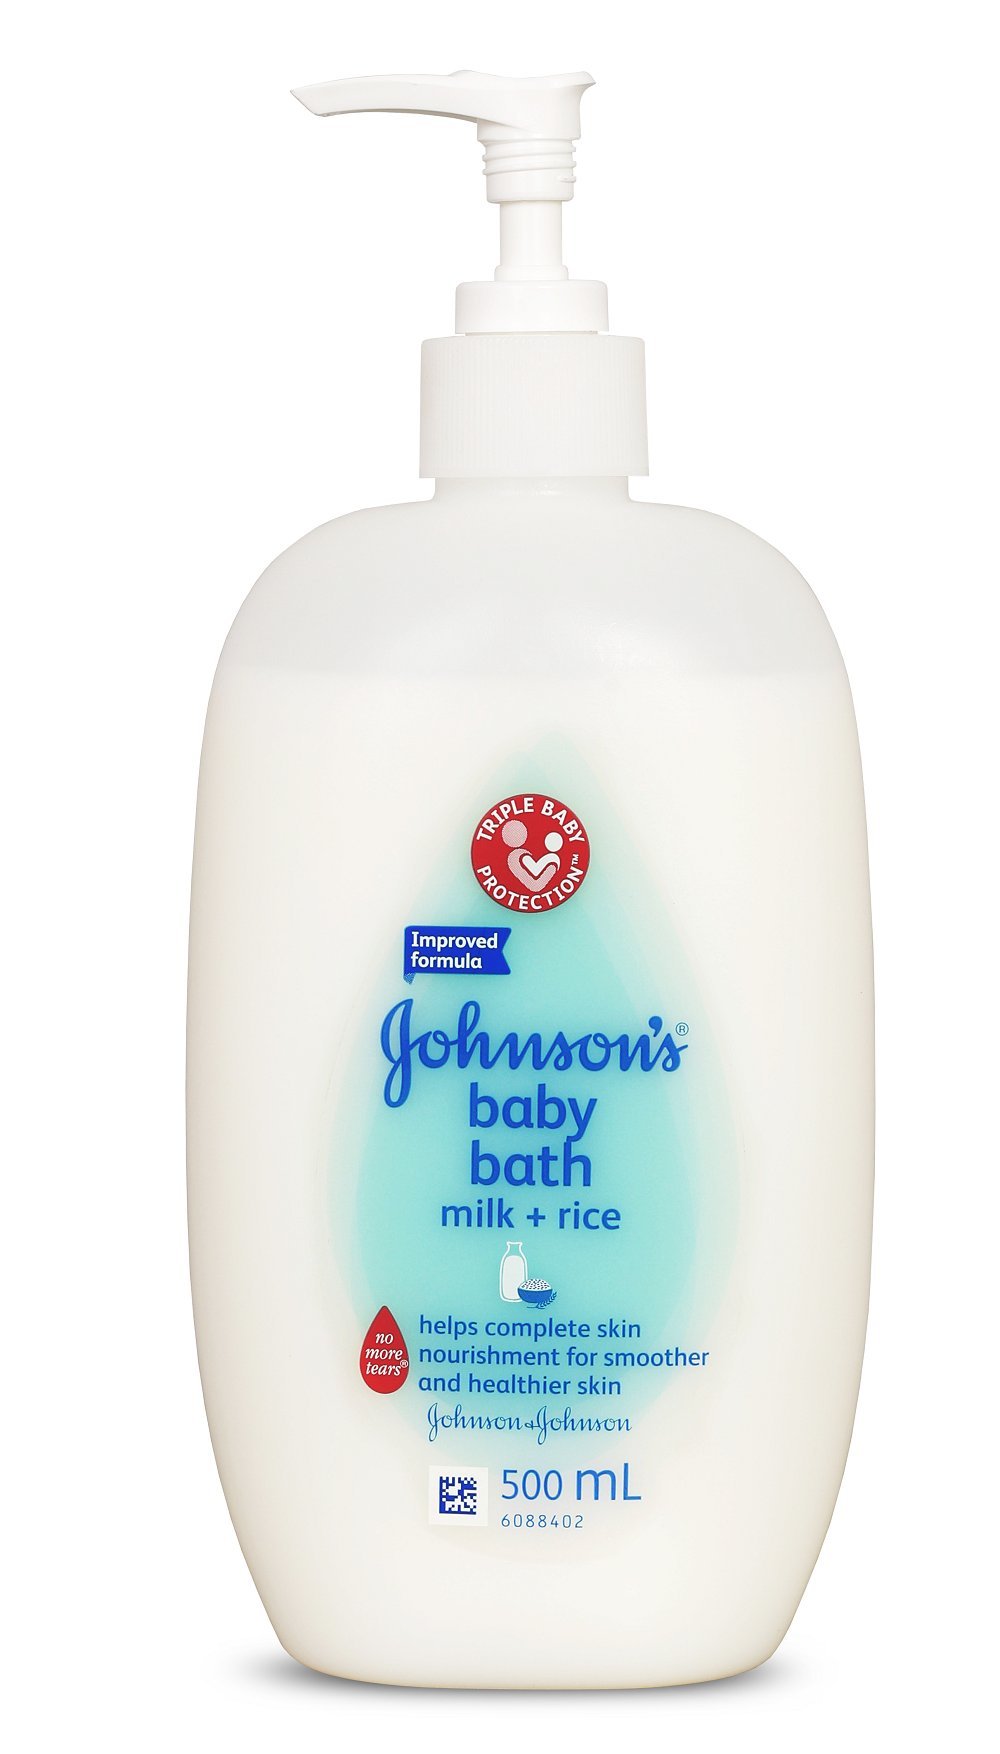 TRIPLE BABY
PROTECTION™
Improved
formula
Johnson's®
baby
bath
milk + rice
no
more
tears®
helps complete skin
nourishment for smoother
and healthier skin
Johnson & Johnson
500 mL
6088402